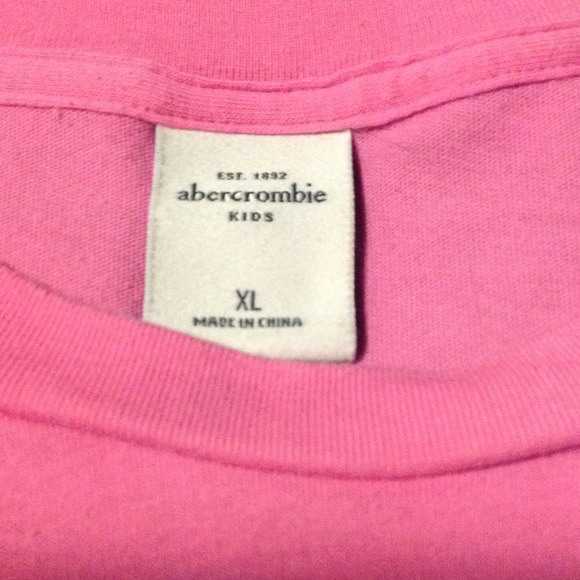 EST. 1892
abercrombie
KIDS
XL
MADE IN CHINA